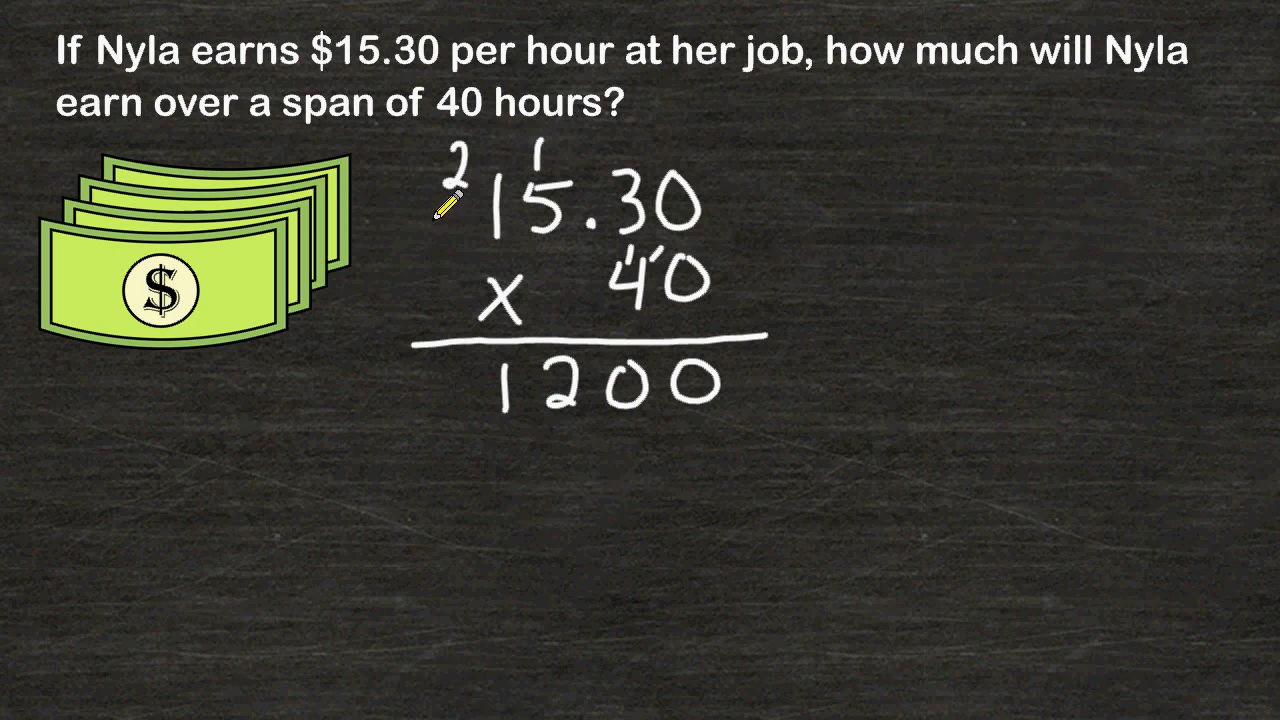 If Nyla earns $15.30 per hour at her job, how much will Nyla
earn over a span of 40 hours?
2 1
15.30
$
x 40
1200